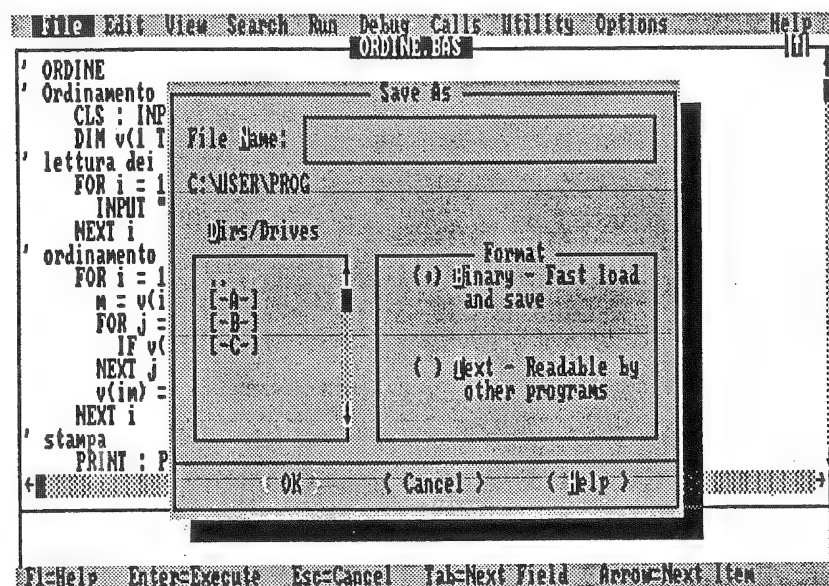 File Edit View Search Run Debug Calls Utility Options Help
ORDINE.BAS
' ORDINE
' Ordinamento
CLS : INP
DIM v(1 T
' lettura dei
FOR i = 1
INPUT "
NEXT i
' ordinamento
FOR i = 1
m = v(i
FOR j =
IF v(
NEXT j
v(im) =
NEXT i
' stampa
PRINT : P
Save As
File Name:
C:\USER\PROG
Dirs/Drives
..
[-A-]
[-B-]
[-C-]
Format
(•) Binary - Fast load
and save
( ) Text - Readable by
other programs
< OK >
< Cancel >
< Help >
F1=Help Enter=Execute Esc=Cancel Tab=Next Field Arrow=Next Item